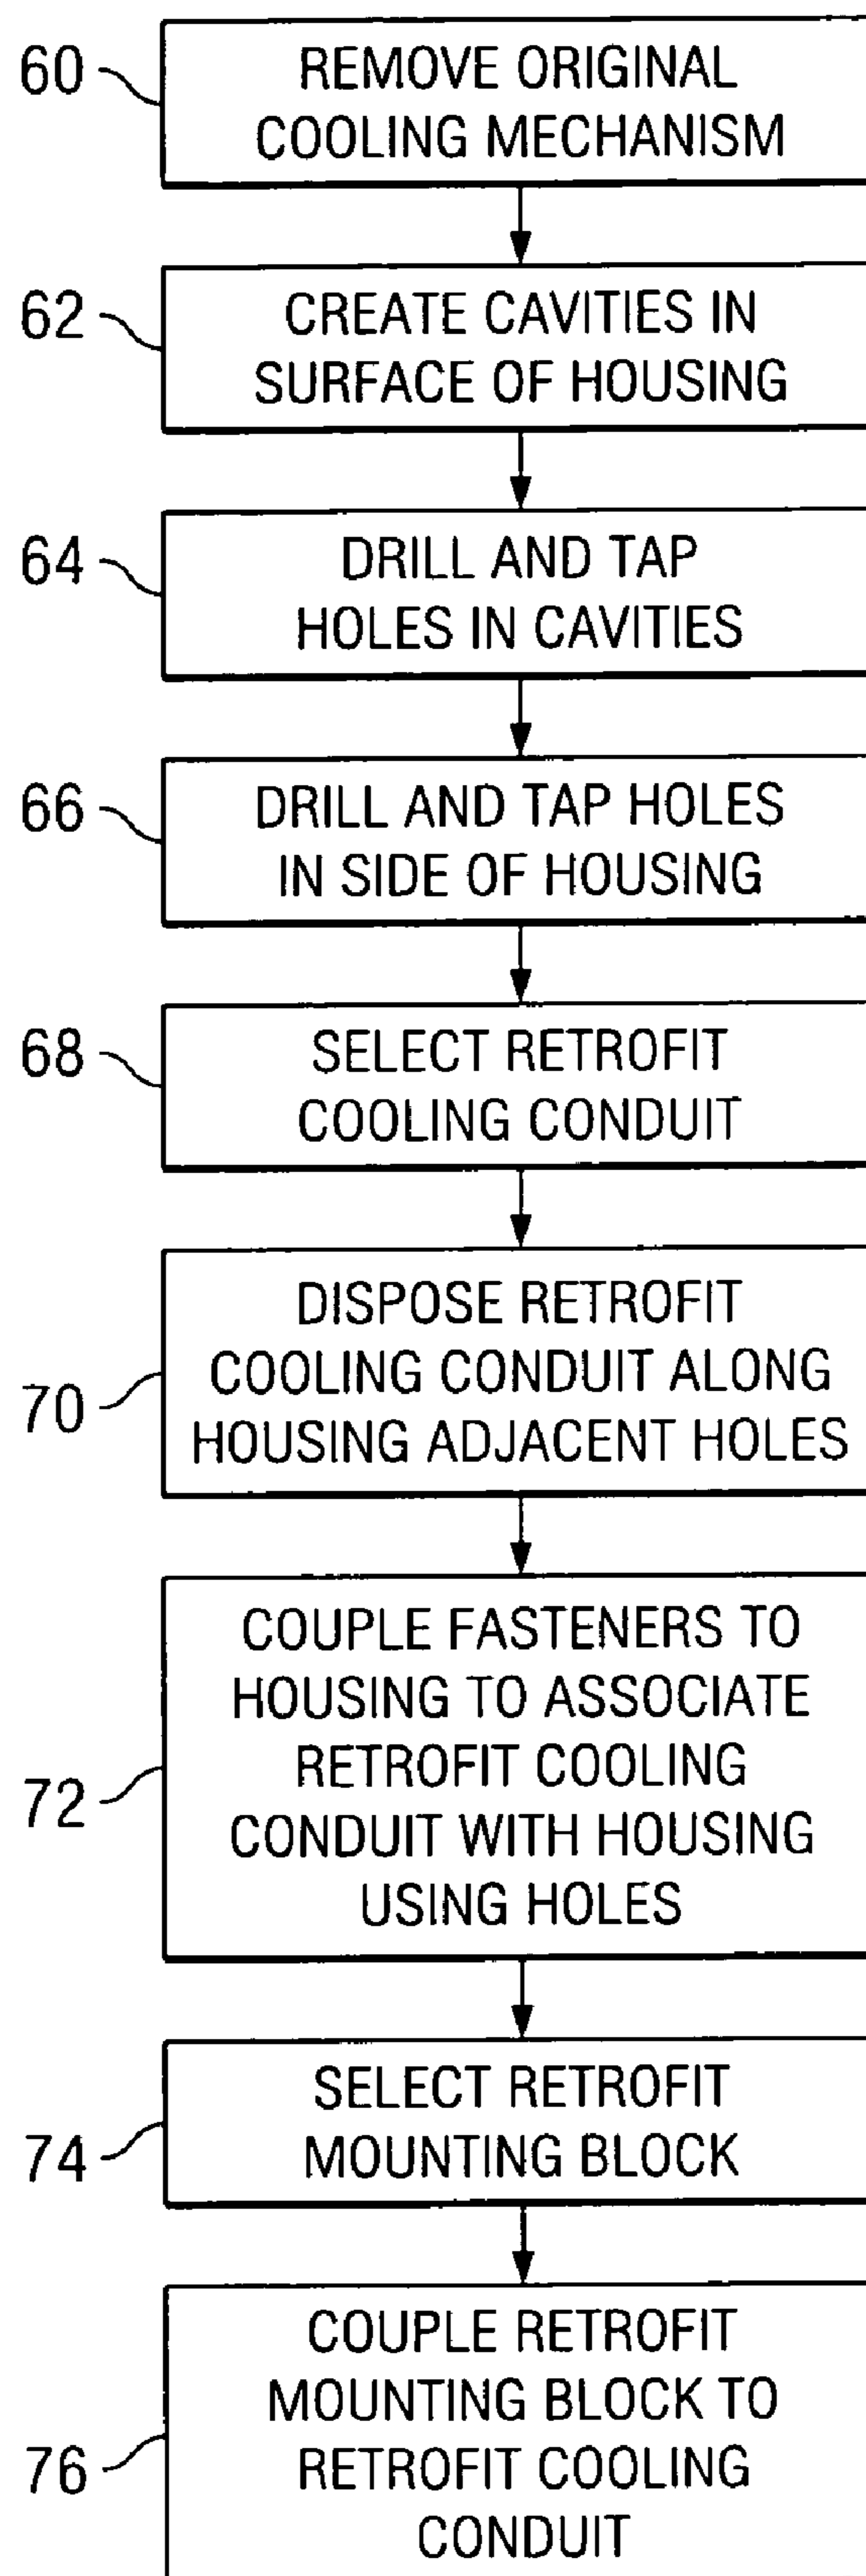 60
REMOVE ORIGINAL
COOLING MECHANISM
62
CREATE CAVITIES IN
SURFACE OF HOUSING
64
DRILL AND TAP
HOLES IN CAVITIES
66
DRILL AND TAP HOLES
IN SIDE OF HOUSING
68
SELECT RETROFIT
COOLING CONDUIT
70
DISPOSE RETROFIT
COOLING CONDUIT ALONG
HOUSING ADJACENT HOLES
72
COUPLE FASTENERS TO
HOUSING TO ASSOCIATE
RETROFIT COOLING
CONDUIT WITH HOUSING
USING HOLES
74
SELECT RETROFIT
MOUNTING BLOCK
76
COUPLE RETROFIT
MOUNTING BLOCK TO
RETROFIT COOLING
CONDUIT